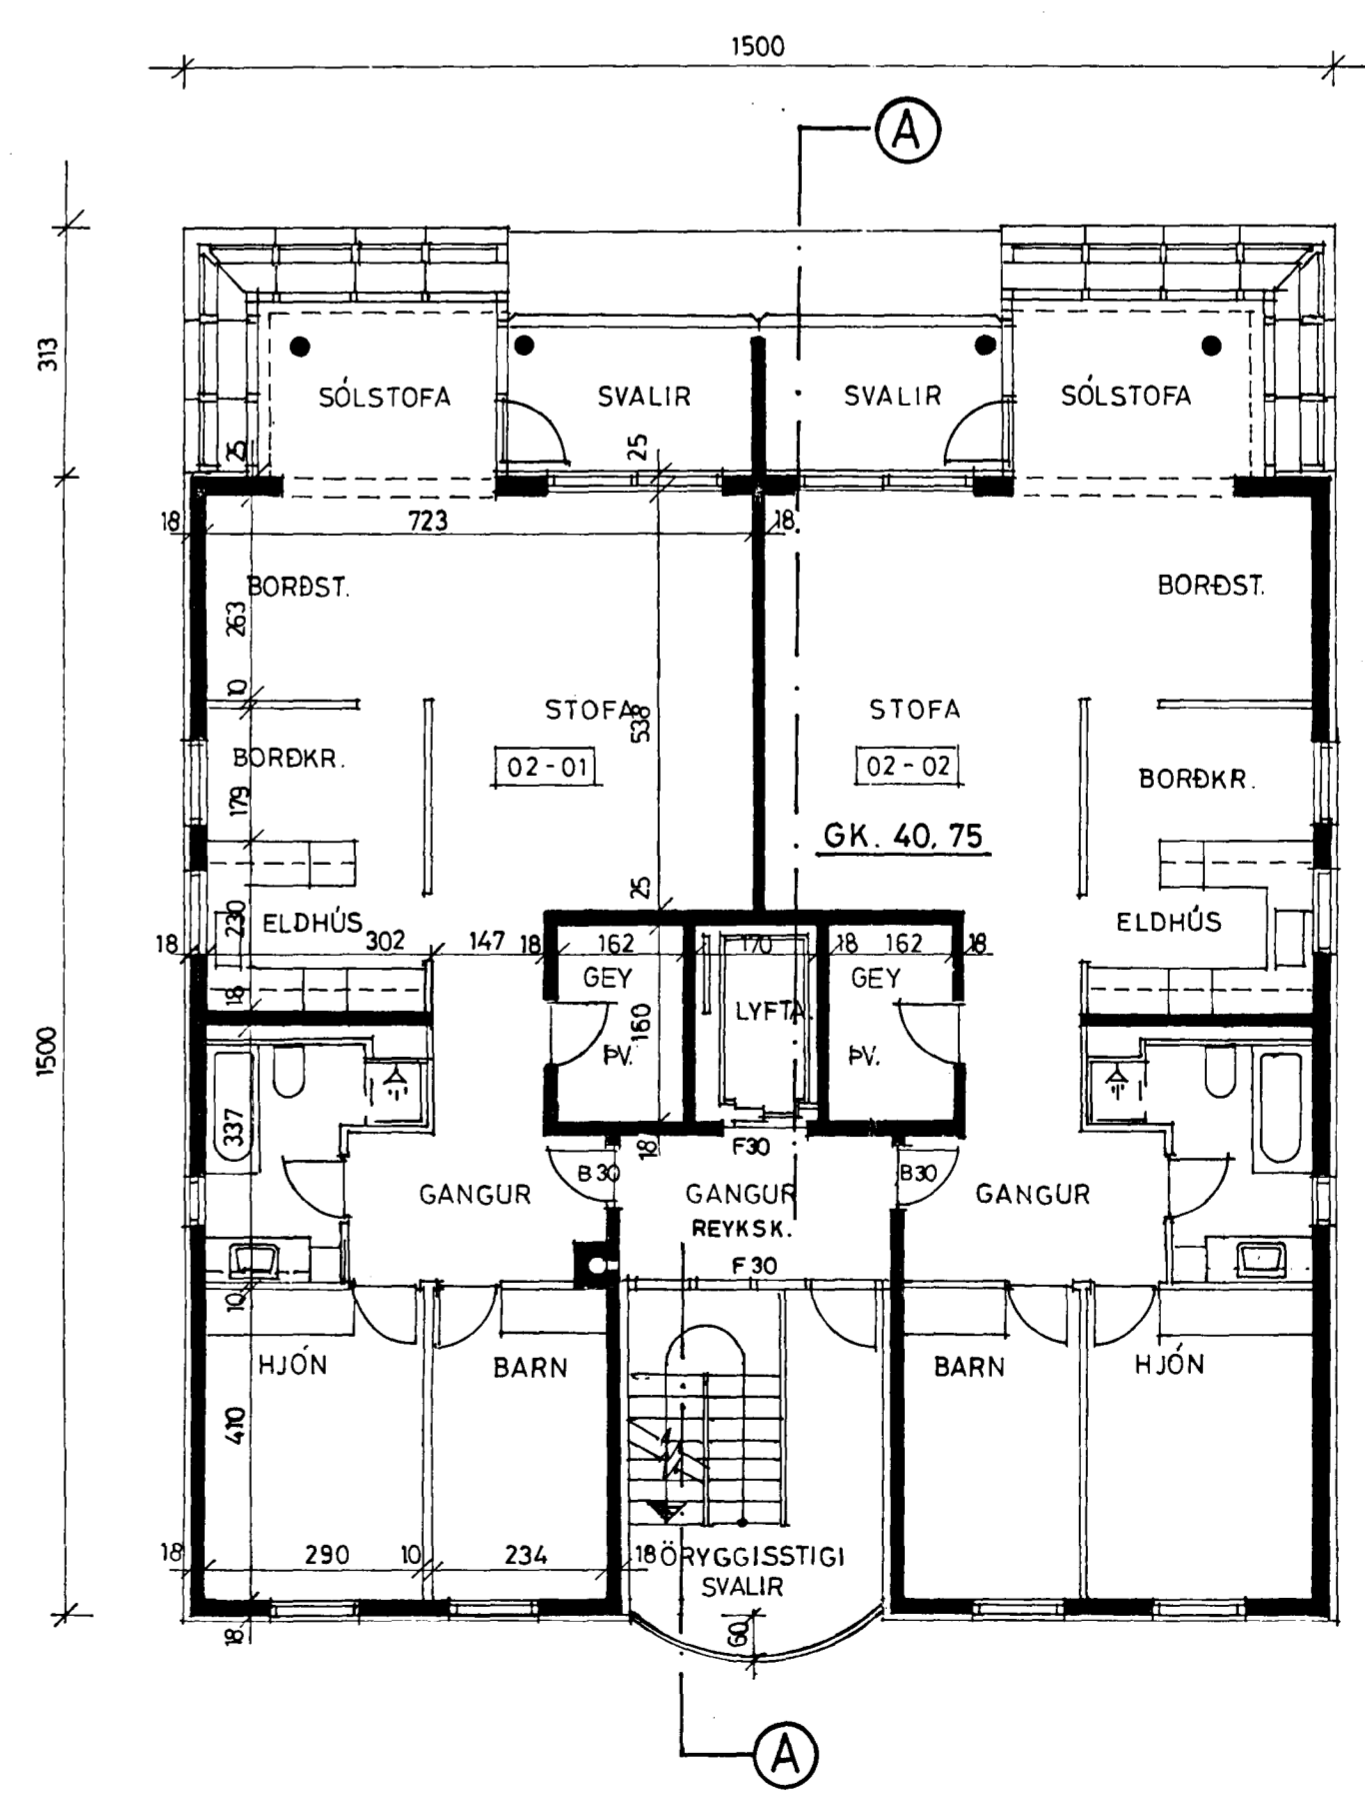 1500
A
313
SÓLSTOFA
SVALIR
SVALIR
SÓLSTOFA
25
25
18
723
18
BORÐST.
BORÐST.
263
10
STOFA
STOFA
538
02-01
02-02
BORÐKR.
BORÐKR.
179
GK. 40,75
25
230
ELDHÚS
ELDHÚS
18
302
147
18
162
170
18
162
18
GEY
GEY
18
LYFTA.
160
ÞV.
ÞV.
1500
337
18
F30
B30
B30
GANGUR
GANGUR
GANGUR
REYKSK.
F30
10
HJÓN
BARN
BARN
HJÓN
410
18
290
10
234
18
ÖRYGGISSTIGI
SVALIR
18
60
A